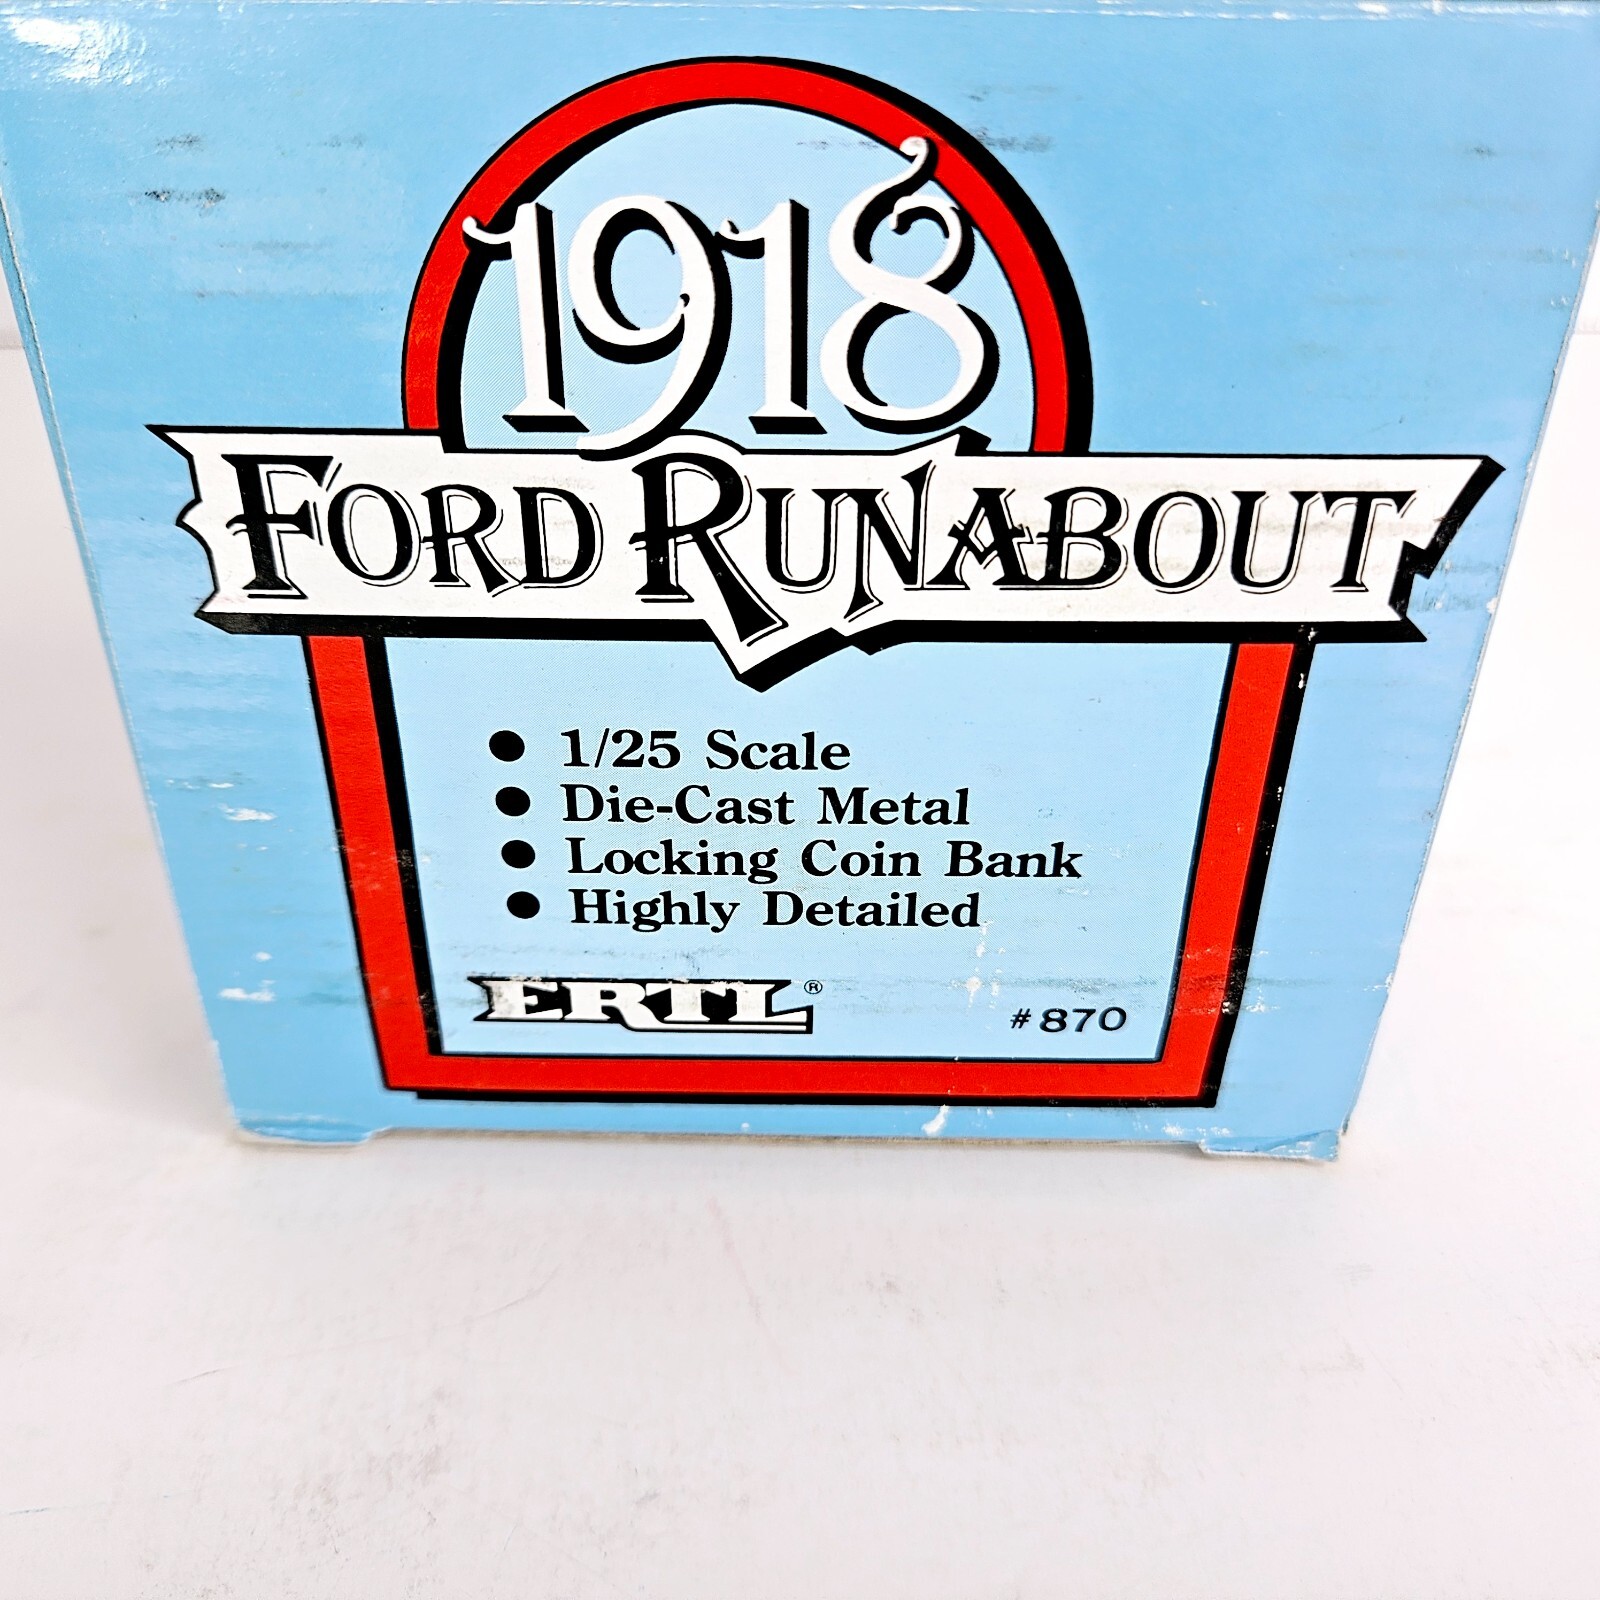 1918
FORD RUNABOUT
● 1/25 Scale
● Die-Cast Metal
● Locking Coin Bank
● Highly Detailed
ERTL®
#870